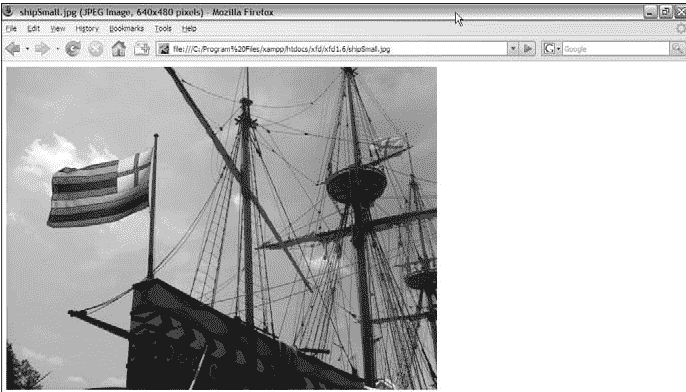 shipSmall.jpg (JPEG Image, 640x480 pixels) - Mozilla Firefox
File Edit View History Bookmarks Tools Help
file:///C:/Program%20Files/xampp/htdocs/xfd/xfd1.6/shipSmall.jpg
G Google